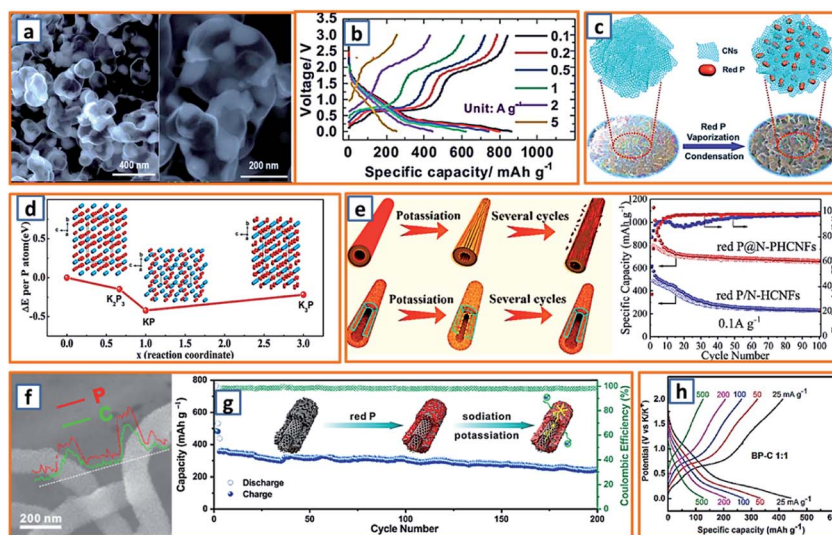 a
400 nm
200 nm
b
Voltage/ V
3.0
2.5
2.0
1.5
1.0
0.5
0.0
0.1
0.2
0.5
1
2
5
Unit: A g⁻¹
0 200 400 600 800 1000
Specific capacity/ mAh g⁻¹
c
CNs
Red P
Red P
Vaporization
Condensation
d
ΔE per P atom(eV)
0.5
0.0
-0.5
K₂P₃
KP
K₃P
0.0 0.5 1.0 1.5 2.0 2.5 3.0
x (reaction coordinate)
e
Potassiation Several cycles
Potassiation Several cycles
Specific Capacity (mAh g⁻¹)
1200
1000
800
600
400
200
0
100
80
60
40
20
0
red P@N-PHCNFs
red P/N-HCNFs
0.1A g⁻¹
0 10 20 30 40 50 60 70 80 90 100
Cycle Number
f
P
C
200 nm
g
Capacity (mAh g⁻¹)
800
600
400
200
0
red P
sodiation
potassiation
Discharge
Charge
Coulombic Efficiency (%)
100
80
60
40
20
0
0 50 100 150 200
Cycle Number
h
Potential (V vs K/K⁺)
2.0
1.5
1.0
0.5
0.0
500 200 100 50 25 mA g⁻¹
BP-C 1:1
500 200 100 50 25 mA g⁻¹
0 100 200 300 400 500
Specific capacity (mAh g⁻¹)